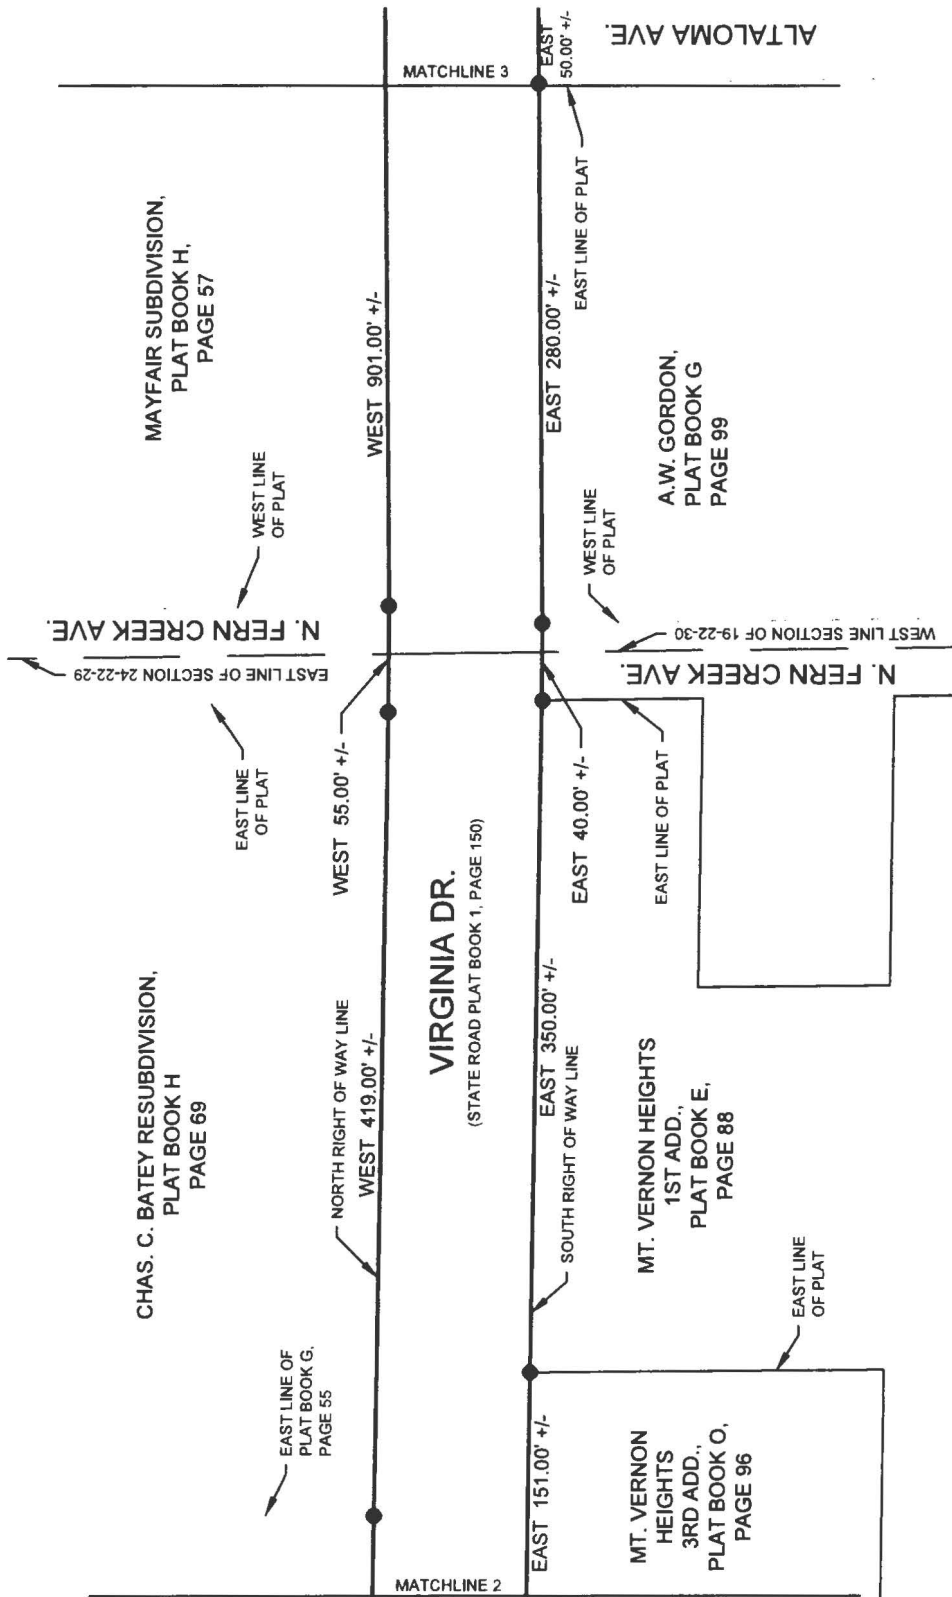 CHAS. C. BATEY RESUBDIVISION,
PLAT BOOK H
PAGE 69
MAYFAIR SUBDIVISION,
PLAT BOOK H,
PAGE 57
EAST LINE OF
PLAT BOOK G,
PAGE 55
EAST LINE
OF PLAT
EAST LINE OF SECTION 24-22-29
N. FERN CREEK AVE.
WEST LINE
OF PLAT
NORTH RIGHT OF WAY LINE
WEST 419.00' +/-
WEST 55.00' +/-
WEST 901.00' +/-
MATCHLINE 2
VIRGINIA DR.
(STATE ROAD PLAT BOOK 1, PAGE 150)
MATCHLINE 3
EAST 151.00' +/-
EAST 350.00' +/-
SOUTH RIGHT OF WAY LINE
EAST 40.00' +/-
EAST 280.00' +/-
EAST
50.00' +/-
MT. VERNON
HEIGHTS
3RD ADD.,
PLAT BOOK O,
PAGE 96
EAST LINE
OF PLAT
MT. VERNON HEIGHTS
1ST ADD.,
PLAT BOOK E,
PAGE 88
EAST LINE OF PLAT
N. FERN CREEK AVE.
WEST LINE SECTION OF 19-22-30
WEST LINE
OF PLAT
A.W. GORDON,
PLAT BOOK G
PAGE 99
EAST LINE OF PLAT
ALTALOMA AVE.